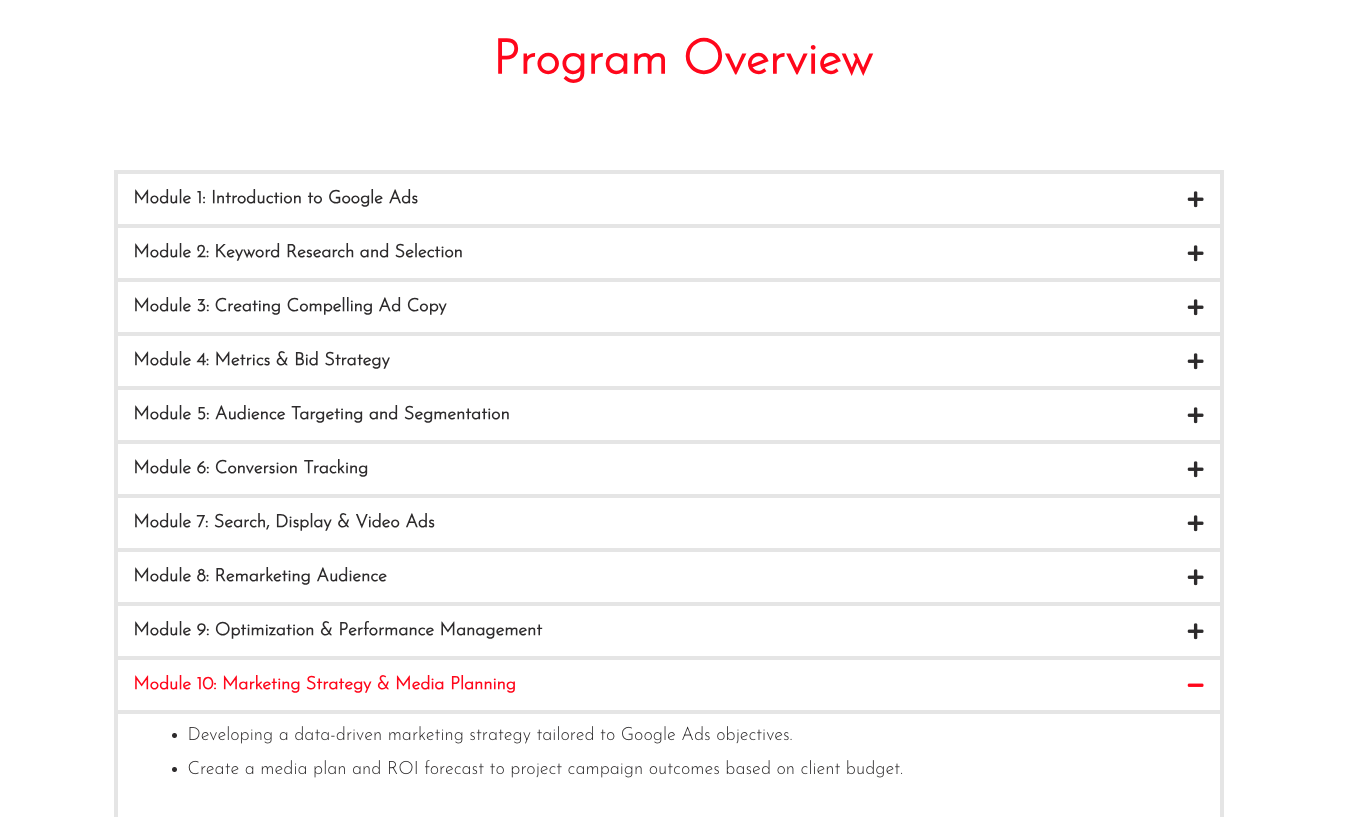 Program Overview
Module 1: Introduction to Google Ads
Module 2: Keyword Research and Selection
Module 3: Creating Compelling Ad Copy
Module 4: Metrics & Bid Strategy
Module 5: Audience Targeting and Segmentation
Module 6: Conversion Tracking
Module 7: Search, Display & Video Ads
Module 8: Remarketing Audience
Module 9: Optimization & Performance Management
Module 10: Marketing Strategy & Media Planning
• Developing a data-driven marketing strategy tailored to Google Ads objectives.
• Create a media plan and ROI forecast to project campaign outcomes based on client budget.